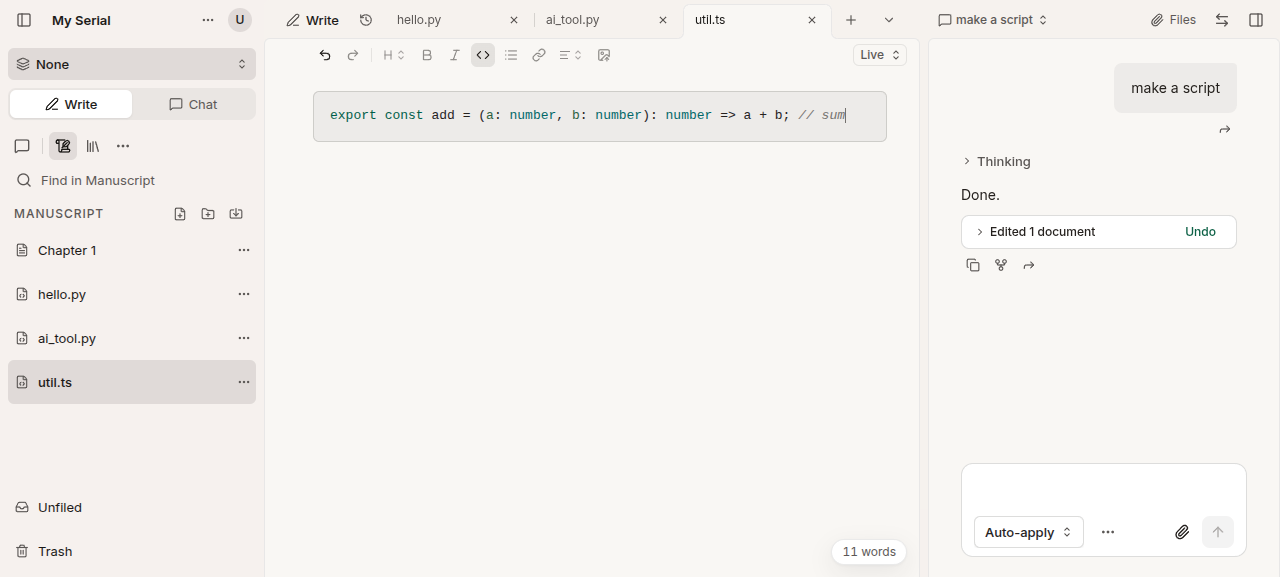 My Serial
U
None
Write
Chat
Find in Manuscript
MANUSCRIPT
Chapter 1
hello.py
ai_tool.py
util.ts
Unfiled
Trash
Write
hello.py
ai_tool.py
util.ts
H
B
I
Live
export const add = (a: number, b: number): number => a + b; // sum
11 words
make a script
Files
make a script
Thinking
Done.
Edited 1 document
Undo
Auto-apply